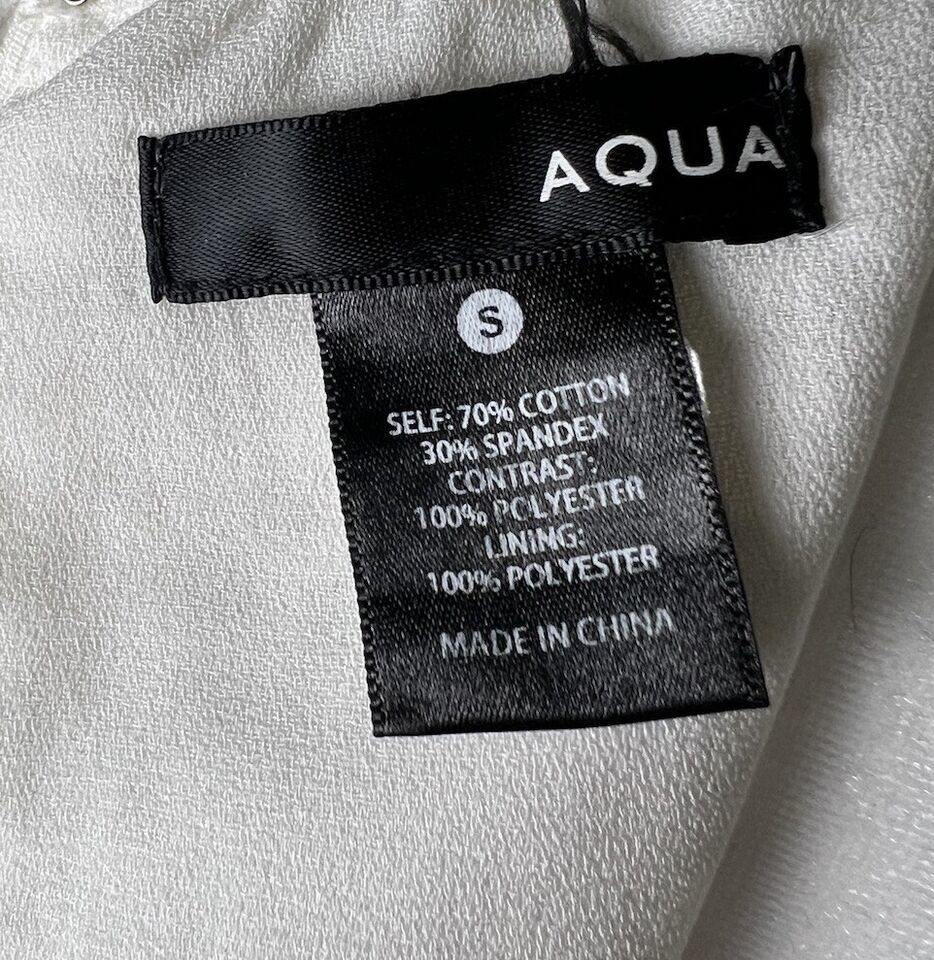 AQUA
S
SELF: 70% COTTON
30% SPANDEX
CONTRAST:
100% POLYESTER
LINING:
100% POLYESTER
MADE IN CHINA